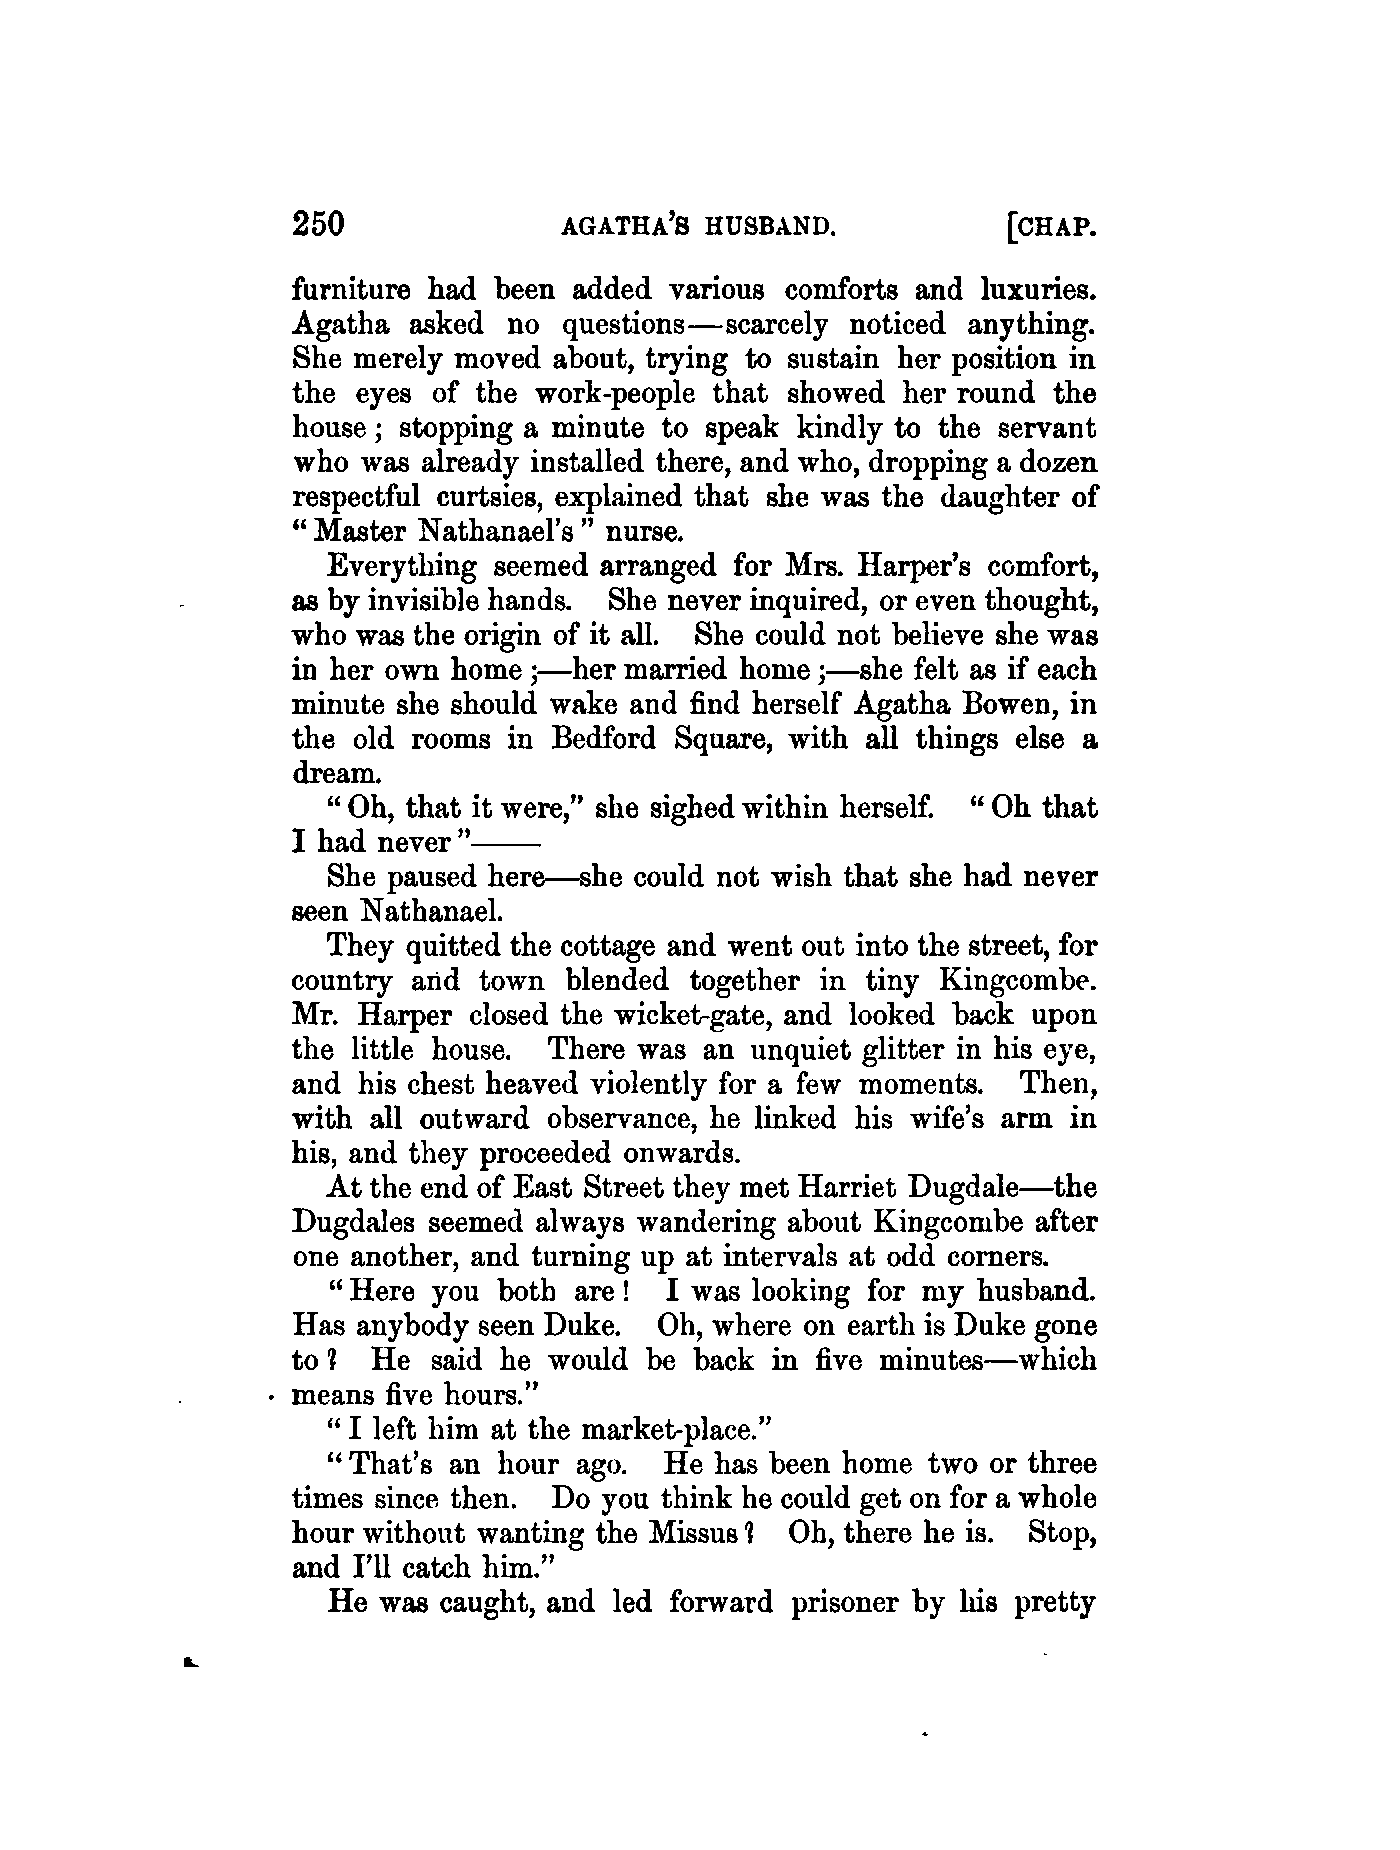 250 AGATHA'S HUSBAND. [CHAP.
furniture had been added various comforts and luxuries.
Agatha asked no questions—scarcely noticed anything.
She merely moved about, trying to sustain her position in
the eyes of the work-people that showed her round the
house; stopping a minute to speak kindly to the servant
who was already installed there, and who, dropping a dozen
respectful curtsies, explained that she was the daughter of
"Master Nathanael's" nurse.
Everything seemed arranged for Mrs. Harper's comfort,
as by invisible hands. She never inquired, or even thought,
who was the origin of it all. She could not believe she was
in her own home;—her married home;—she felt as if each
minute she should wake and find herself Agatha Bowen, in
the old rooms in Bedford Square, with all things else a
dream.
"Oh, that it were," she sighed within herself. "Oh that
I had never"——
She paused here—she could not wish that she had never
seen Nathanael.
They quitted the cottage and went out into the street, for
country and town blended together in tiny Kingcombe.
Mr. Harper closed the wicket-gate, and looked back upon
the little house. There was an unquiet glitter in his eye,
and his chest heaved violently for a few moments. Then,
with all outward observance, he linked his wife's arm in
his, and they proceeded onwards.
At the end of East Street they met Harriet Dugdale—the
Dugdales seemed always wandering about Kingcombe after
one another, and turning up at intervals at odd corners.
"Here you both are! I was looking for my husband.
Has anybody seen Duke. Oh, where on earth is Duke gone
to? He said he would be back in five minutes—which
means five hours."
"I left him at the market-place."
"That's an hour ago. He has been home two or three
times since then. Do you think he could get on for a whole
hour without wanting the Missus? Oh, there he is. Stop,
and I'll catch him."
He was caught, and led forward prisoner by his pretty